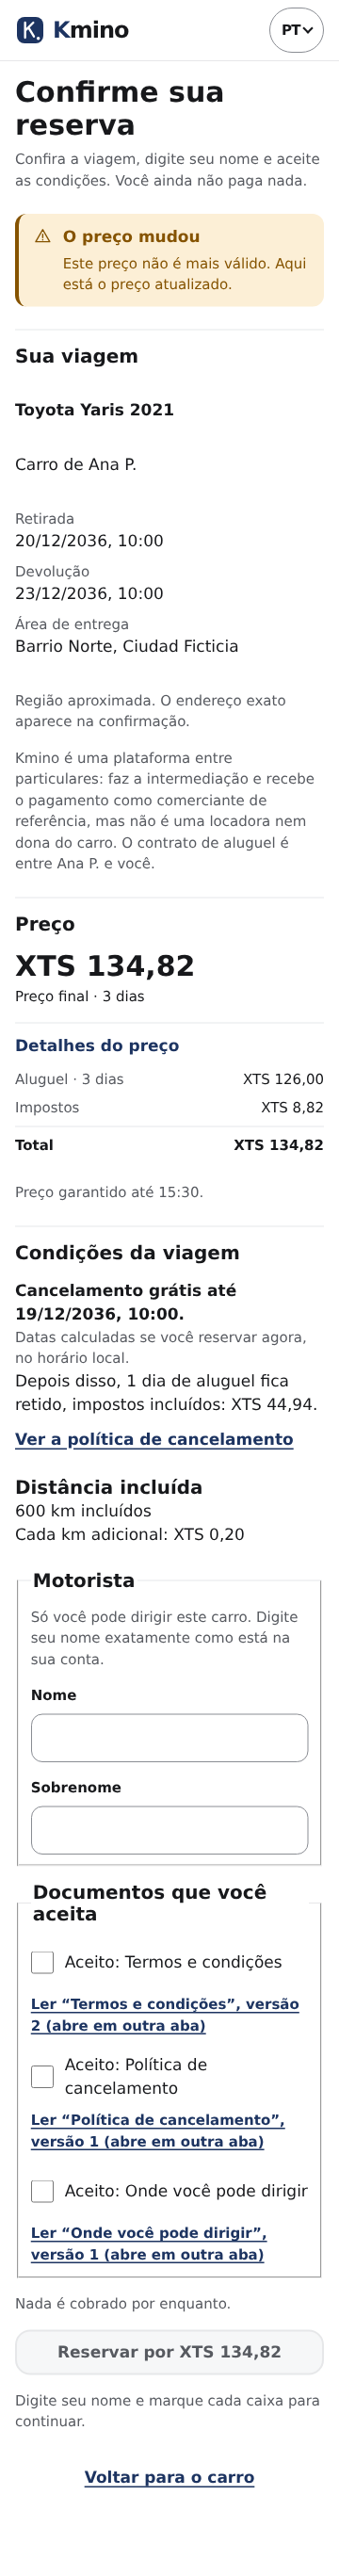 Kmino
PT
Confirme sua
reserva
Confira a viagem, digite seu nome e aceite
as condições. Você ainda não paga nada.
O preço mudou
Este preço não é mais válido. Aqui
está o preço atualizado.
Sua viagem
Toyota Yaris 2021
Carro de Ana P.
Retirada
20/12/2036, 10:00
Devolução
23/12/2036, 10:00
Área de entrega
Barrio Norte, Ciudad Ficticia
Região aproximada. O endereço exato
aparece na confirmação.
Kmino é uma plataforma entre
particulares: faz a intermediação e recebe
o pagamento como comerciante de
referência, mas não é uma locadora nem
dona do carro. O contrato de aluguel é
entre Ana P. e você.
Preço
XTS 134,82
Preço final · 3 dias
Detalhes do preço
Aluguel · 3 dias XTS 126,00
Impostos XTS 8,82
Total XTS 134,82
Preço garantido até 15:30.
Condições da viagem
Cancelamento grátis até
19/12/2036, 10:00.
Datas calculadas se você reservar agora,
no horário local.
Depois disso, 1 dia de aluguel fica
retido, impostos incluídos: XTS 44,94.
Ver a política de cancelamento
Distância incluída
600 km incluídos
Cada km adicional: XTS 0,20
Motorista
Só você pode dirigir este carro. Digite
seu nome exatamente como está na
sua conta.
Nome
Sobrenome
Documentos que você
aceita
Aceito: Termos e condições
Ler “Termos e condições”, versão
2 (abre em outra aba)
Aceito: Política de
cancelamento
Ler “Política de cancelamento”,
versão 1 (abre em outra aba)
Aceito: Onde você pode dirigir
Ler “Onde você pode dirigir”,
versão 1 (abre em outra aba)
Nada é cobrado por enquanto.
Reservar por XTS 134,82
Digite seu nome e marque cada caixa para
continuar.
Voltar para o carro